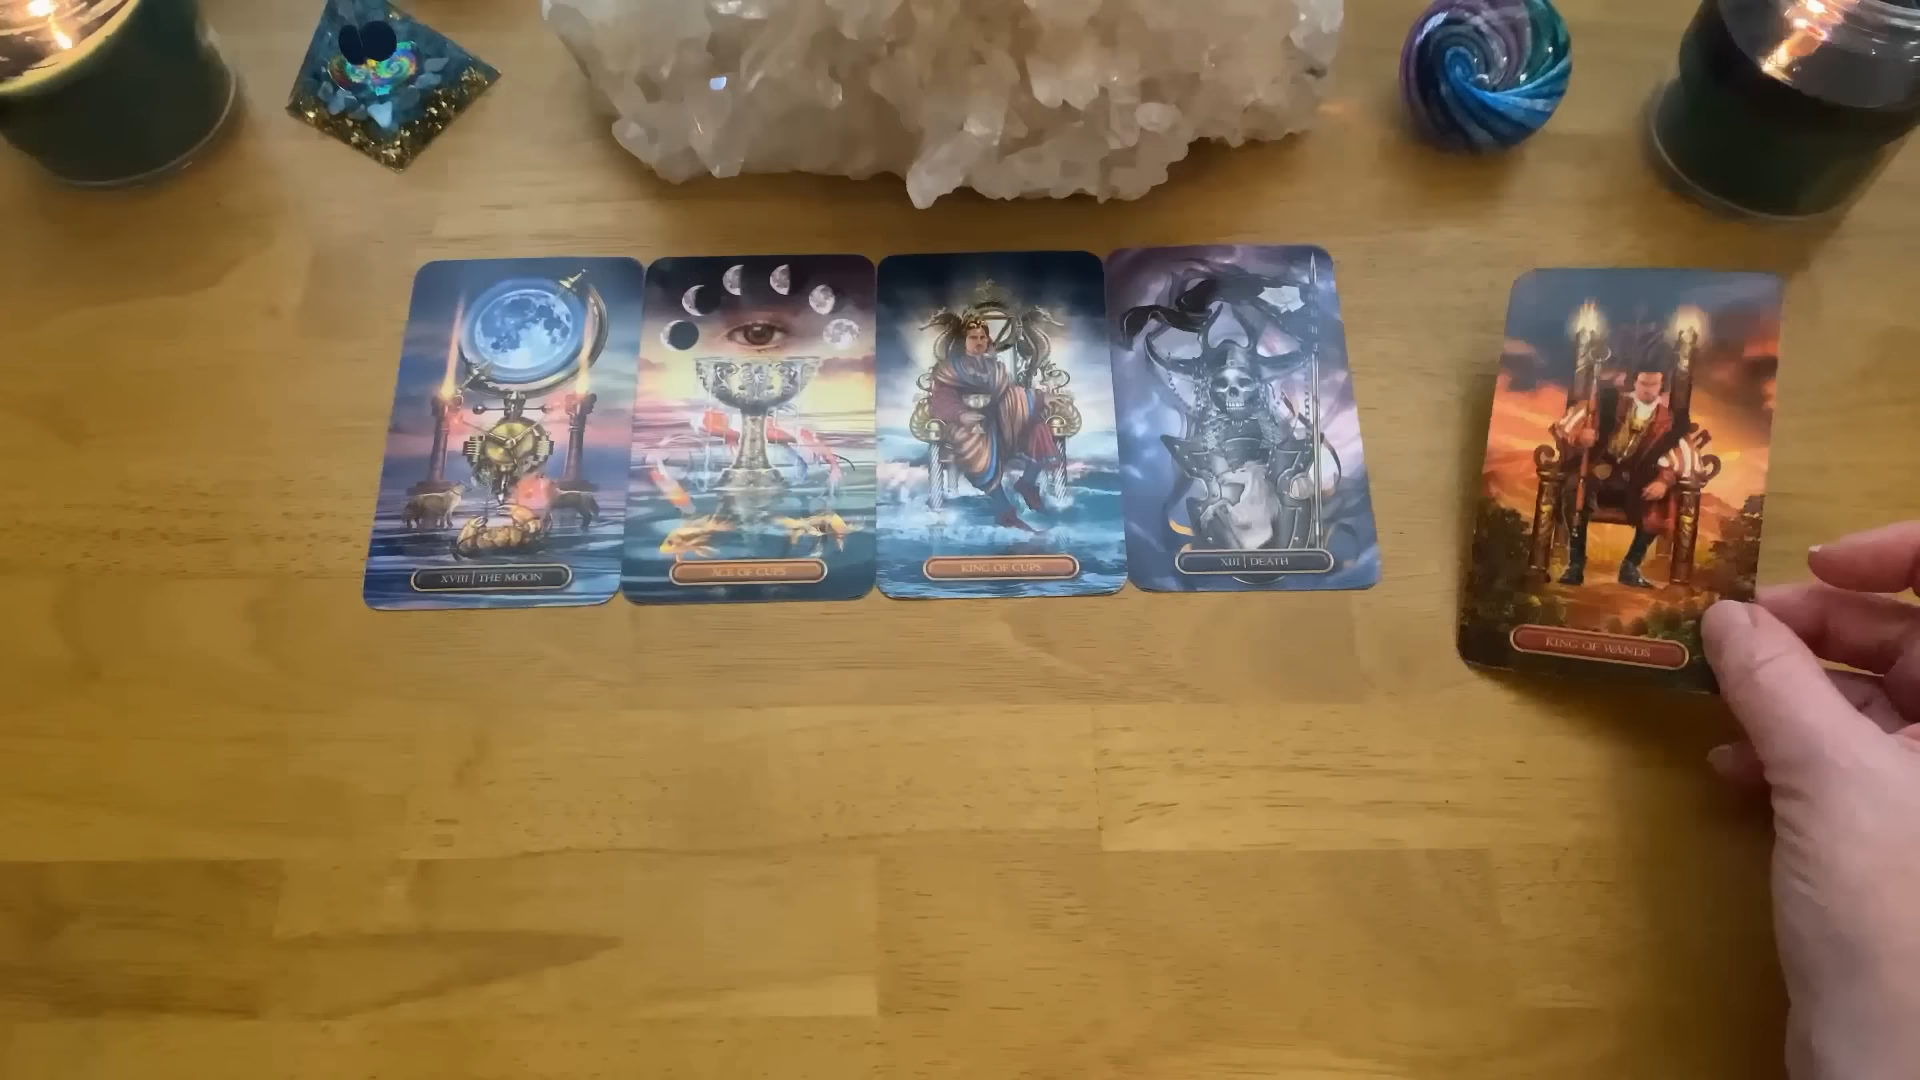 XVIII | THE MOON
ACE OF CUPS
KING OF CUPS
XIII | DEATH
KING OF WANDS